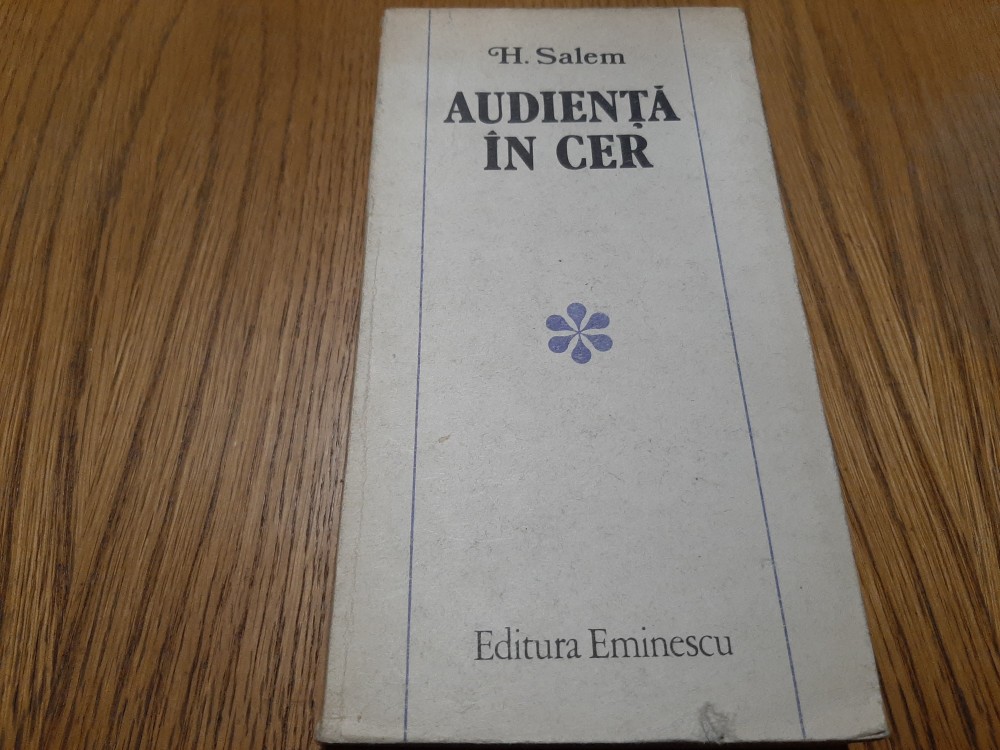 H. Salem
AUDIENȚĂ
ÎN CER
Editura Eminescu